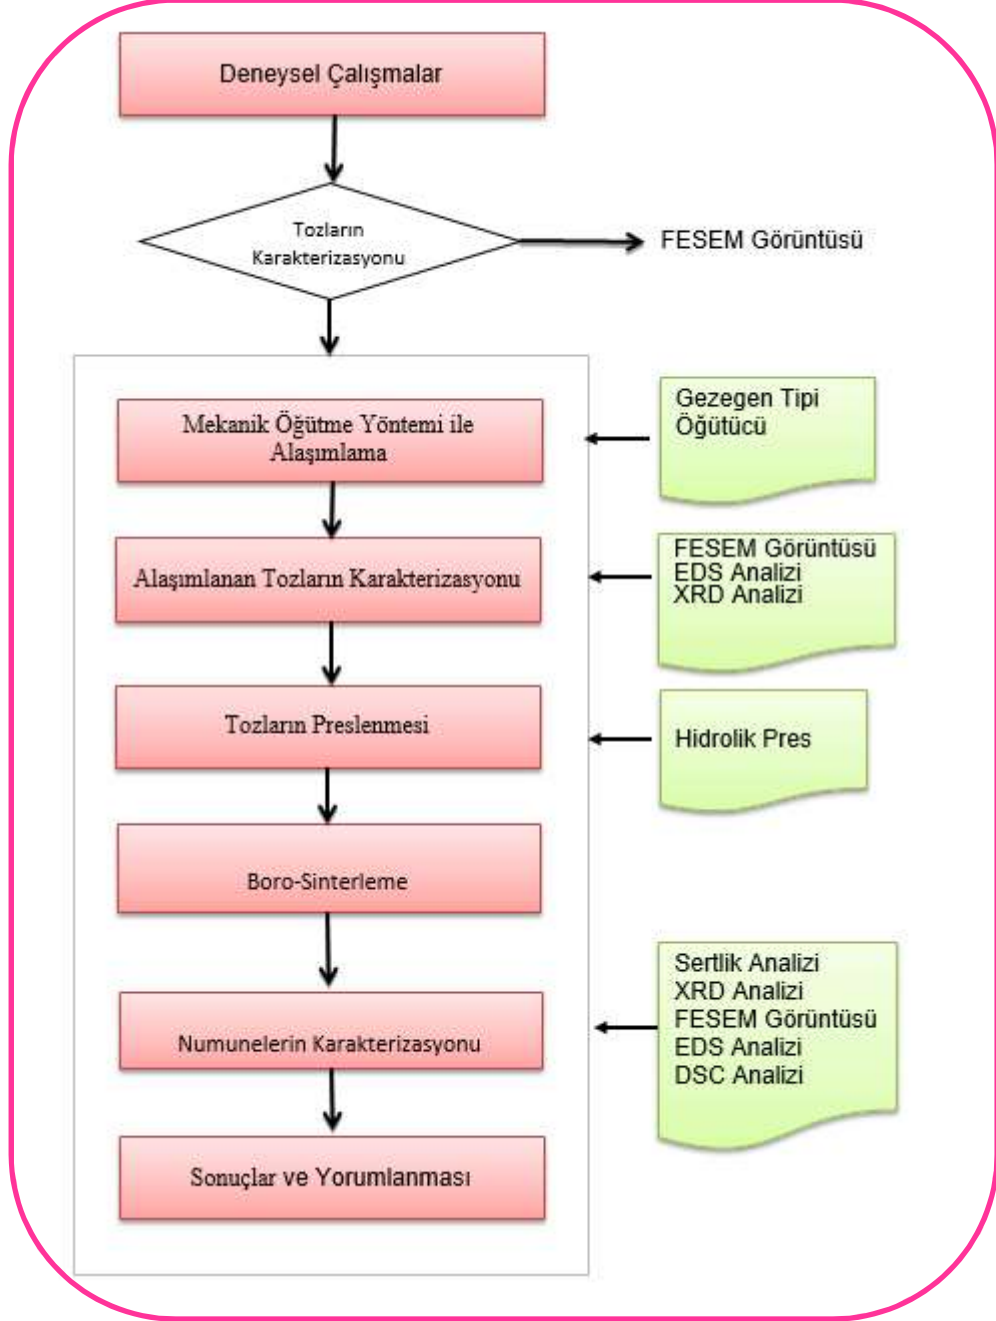 Deneysel Çalışmalar
Tozların
Karakterizasyonu
FESEM Görüntüsü
Mekanik Öğütme Yöntemi ile
Alaşımlama
Gezegen Tipi
Öğütücü
Alaşımlanan Tozların Karakterizasyonu
FESEM Görüntüsü
EDS Analizi
XRD Analizi
Tozların Preslenmesi
Hidrolik Pres
Boro-Sinterleme
Numunelerin Karakterizasyonu
Sertlik Analizi
XRD Analizi
FESEM Görüntüsü
EDS Analizi
DSC Analizi
Sonuçlar ve Yorumlanması